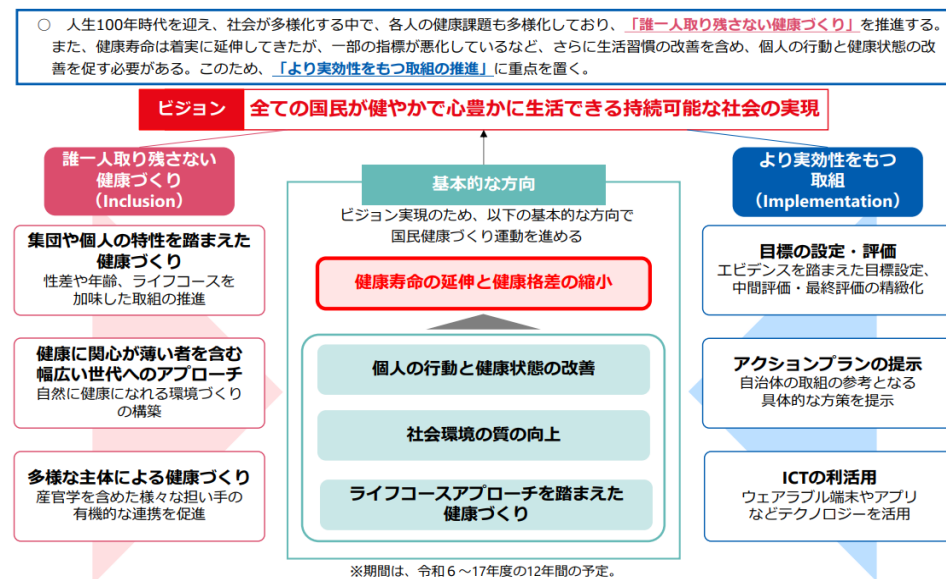 ○ 人生100年時代を迎え、社会が多様化する中で、各人の健康課題も多様化しており、「誰一人取り残さない健康づくり」を推進する。
また、健康寿命は着実に延伸してきたが、一部の指標が悪化しているなど、さらに生活習慣の改善を含め、個人の行動と健康状態の改
善を促す必要がある。このため、「より実効性をもつ取組の推進」に重点を置く。
ビジョン 全ての国民が健やかで心豊かに生活できる持続可能な社会の実現
誰一人取り残さない
健康づくり
（Inclusion）
集団や個人の特性を踏まえた
健康づくり
性差や年齢、ライフコースを
加味した取組の推進
健康に関心が薄い者を含む
幅広い世代へのアプローチ
自然に健康になれる環境づくり
の構築
多様な主体による健康づくり
産官学を含めた様々な担い手の
有機的な連携を促進
基本的な方向
ビジョン実現のため、以下の基本的な方向で
国民健康づくり運動を進める
健康寿命の延伸と健康格差の縮小
個人の行動と健康状態の改善
社会環境の質の向上
ライフコースアプローチを踏まえた
健康づくり
より実効性をもつ
取組
（Implementation）
目標の設定・評価
エビデンスを踏まえた目標設定、
中間評価・最終評価の精緻化
アクションプランの提示
自治体の取組の参考となる
具体的な方策を提示
ICTの利活用
ウェアラブル端末やアプリ
などテクノロジーを活用
※期間は、令和６～17年度の12年間の予定。